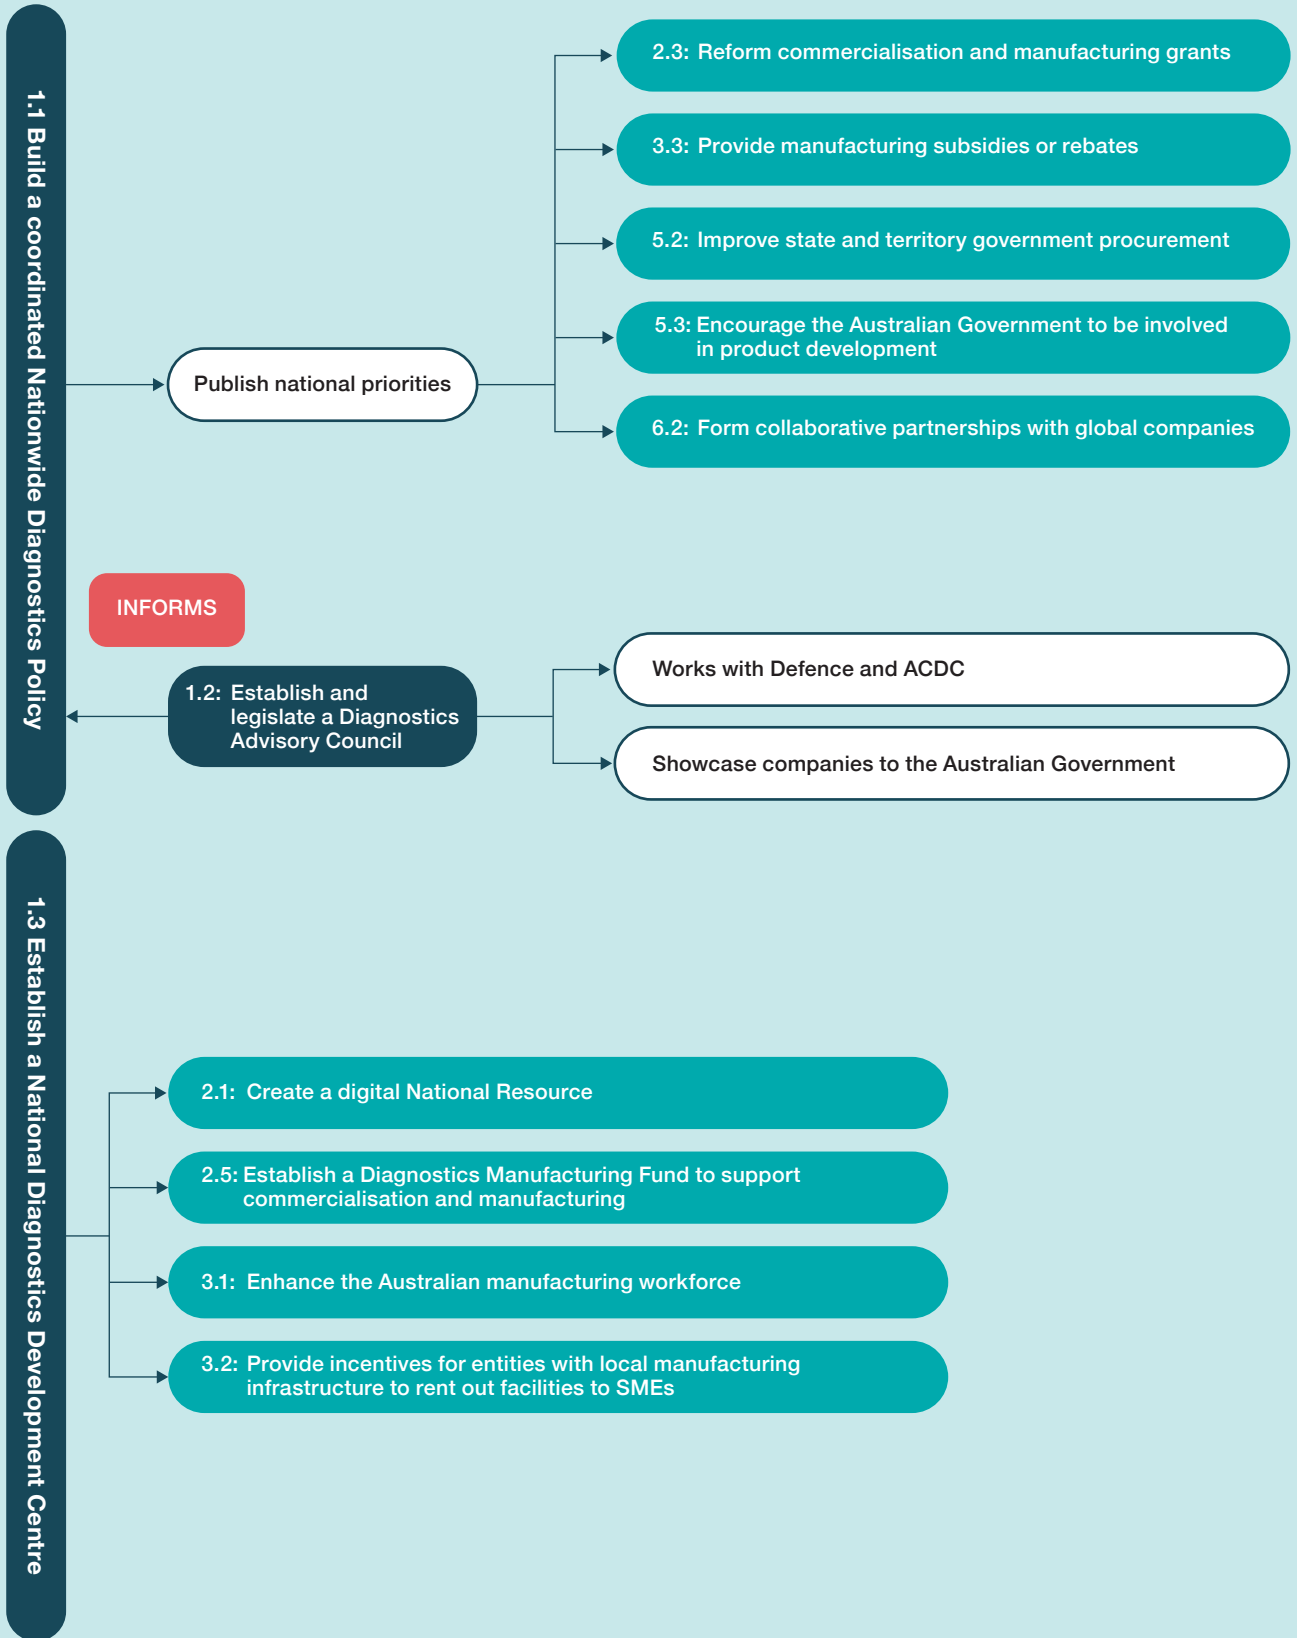 1.1 Build a coordinated Nationwide Diagnostics Policy
2.3: Reform commercialisation and manufacturing grants
3.3: Provide manufacturing subsidies or rebates
5.2: Improve state and territory government procurement
5.3: Encourage the Australian Government to be involved
in product development
Publish national priorities
6.2: Form collaborative partnerships with global companies
INFORMS
1.2: Establish and
legislate a Diagnostics
Advisory Council
Works with Defence and ACDC
Showcase companies to the Australian Government
1.3 Establish a National Diagnostics Development Centre
2.1: Create a digital National Resource
2.5: Establish a Diagnostics Manufacturing Fund to support
commercialisation and manufacturing
3.1: Enhance the Australian manufacturing workforce
3.2: Provide incentives for entities with local manufacturing
infrastructure to rent out facilities to SMEs